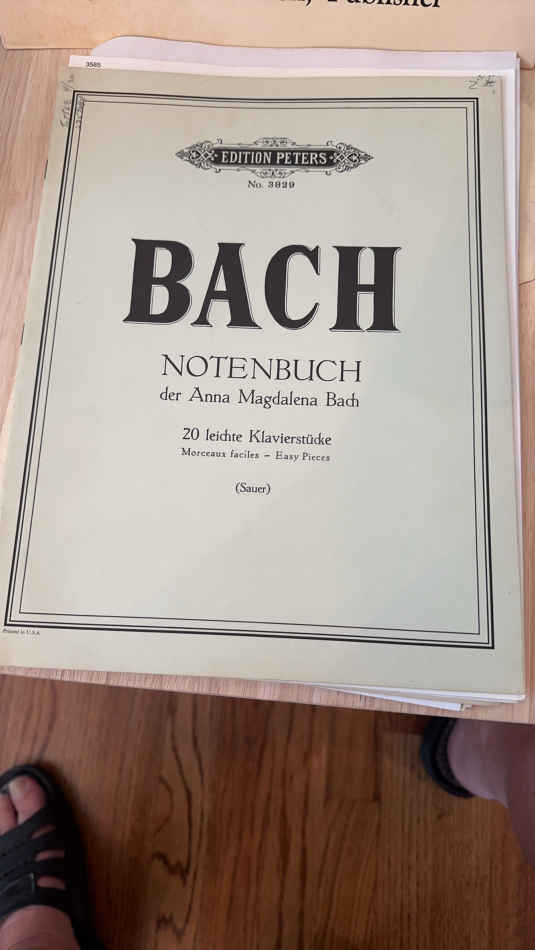 Publisher
3585
EDITION PETERS
No. 3829
BACH
NOTENBUCH
der Anna Magdalena Bach
20 leichte Klavierstücke
Morceaux faciles – Easy Pieces
(Sauer)
Printed in U.S.A.